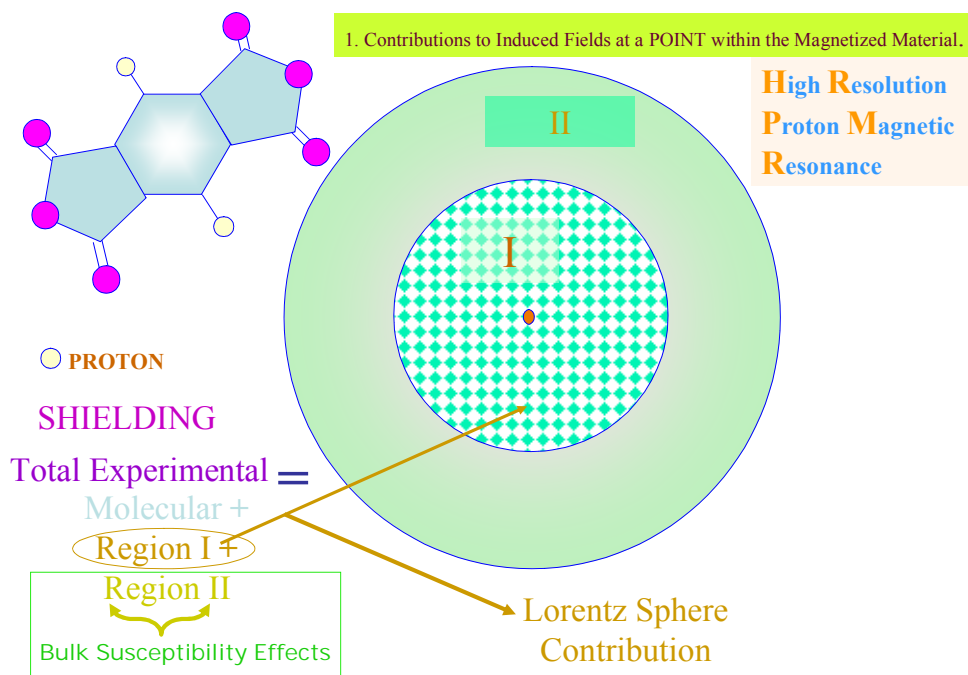 1. Contributions to Induced Fields at a POINT within the Magnetized Material.
High Resolution
Proton Magnetic
Resonance
II
I
PROTON
SHIELDING
Total Experimental =
Molecular +
Region I +
Region II
Bulk Susceptibility Effects
Lorentz Sphere
Contribution